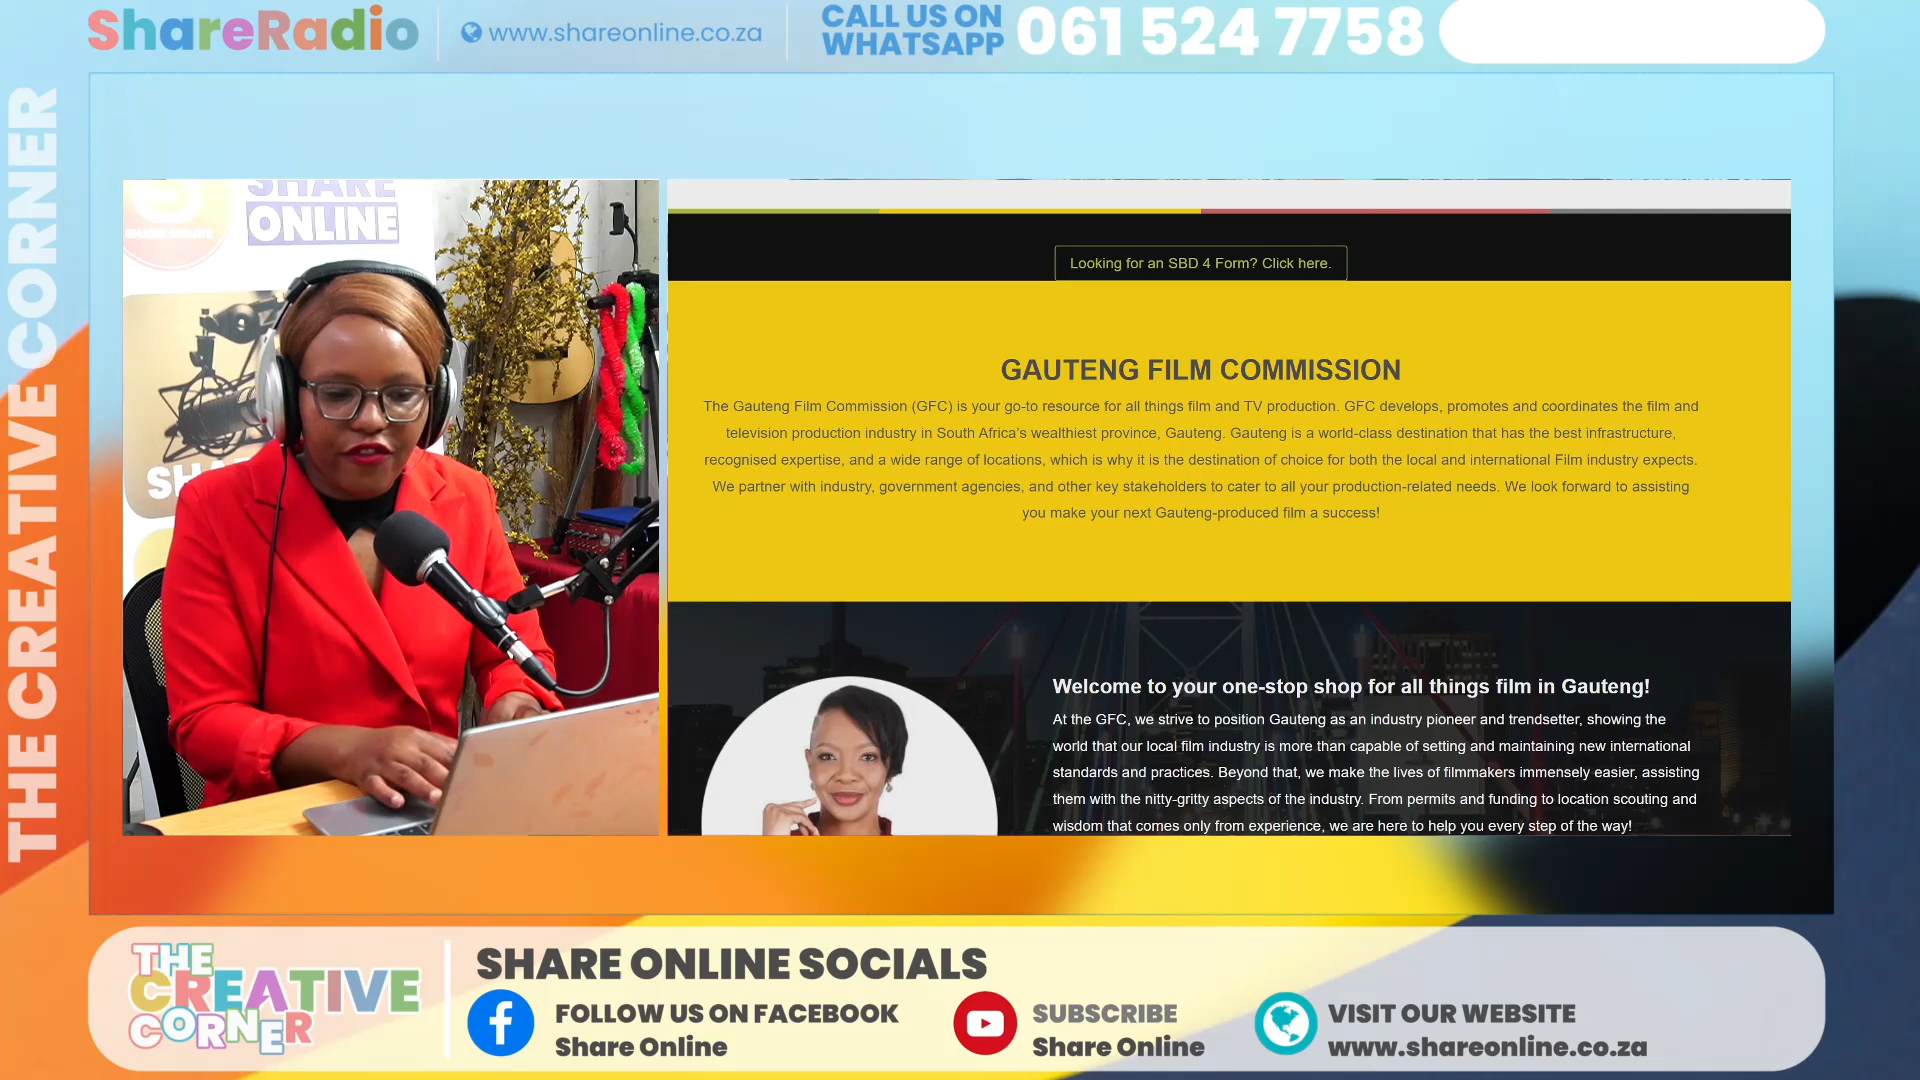 ShareRadio
www.shareonline.co.za
CALL US ON
WHATSAPP
061 524 7758
THE CREATIVE CORNER
SHARE
ONLINE
SHA
Looking for an SBD 4 Form? Click here.
GAUTENG FILM COMMISSION
The Gauteng Film Commission (GFC) is your go-to resource for all things film and TV production. GFC develops, promotes and coordinates the film and
television production industry in South Africa's wealthiest province, Gauteng. Gauteng is a world-class destination that has the best infrastructure,
recognised expertise, and a wide range of locations, which is why it is the destination of choice for both the local and international Film industry expects.
We partner with industry, government agencies, and other key stakeholders to cater to all your production-related needs. We look forward to assisting
you make your next Gauteng-produced film a success!
Welcome to your one-stop shop for all things film in Gauteng!
At the GFC, we strive to position Gauteng as an industry pioneer and trendsetter, showing the
world that our local film industry is more than capable of setting and maintaining new international
standards and practices. Beyond that, we make the lives of filmmakers immensely easier, assisting
them with the nitty-gritty aspects of the industry. From permits and funding to location scouting and
wisdom that comes only from experience, we are here to help you every step of the way!
THE
CREATIVE
CORNER
SHARE ONLINE SOCIALS
FOLLOW US ON FACEBOOK
Share Online
SUBSCRIBE
Share Online
VISIT OUR WEBSITE
www.shareonline.co.za